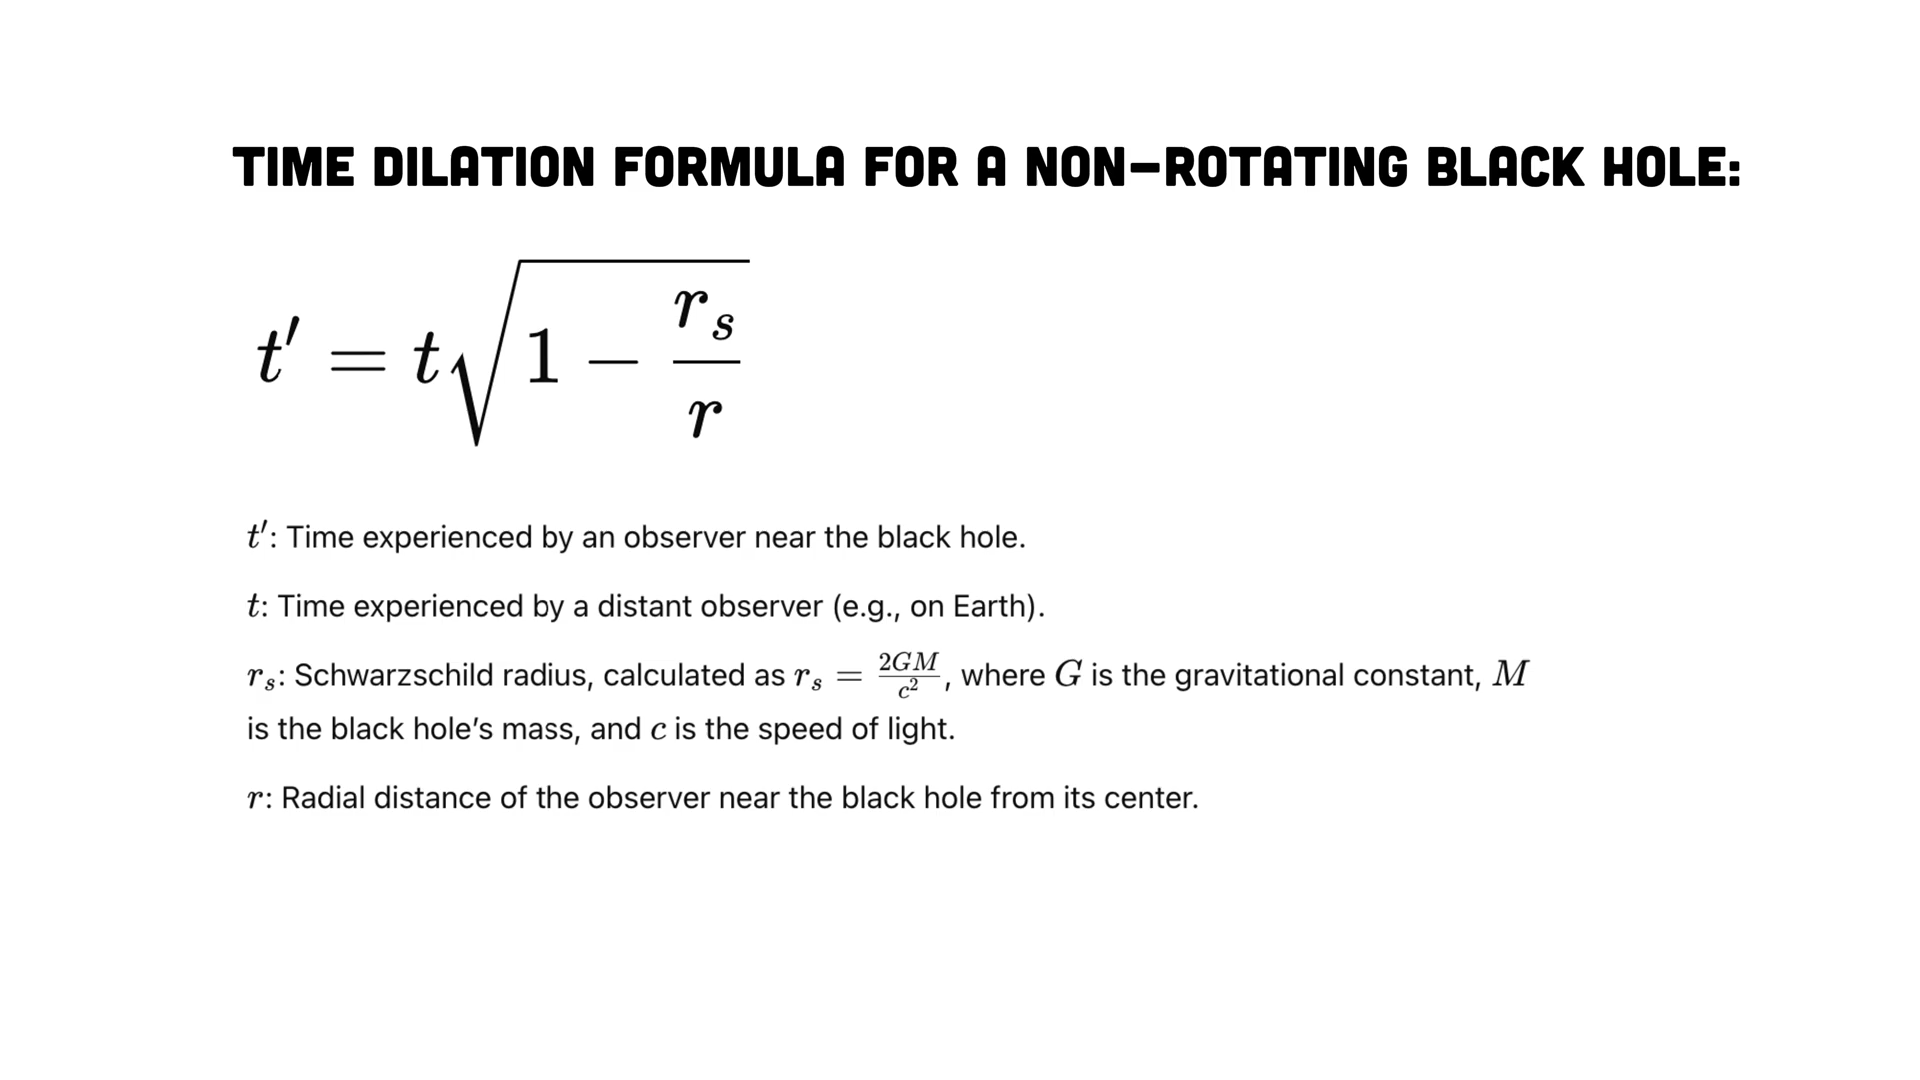 TIME DILATION FORMULA FOR A NON-ROTATING BLACK HOLE:
t′ = t√(1 − r_s/r)
t′: Time experienced by an observer near the black hole.
t: Time experienced by a distant observer (e.g., on Earth).
r_s: Schwarzschild radius, calculated as r_s = 2GM/c², where G is the gravitational constant, M
is the black hole’s mass, and c is the speed of light.
r: Radial distance of the observer near the black hole from its center.